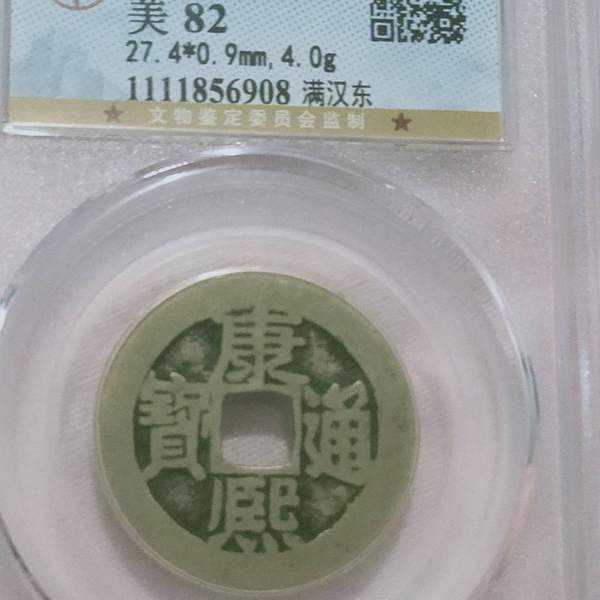 美 82
27.4*0.9mm,4.0g
1111856908 满汉东
文物鉴定委员会监制
康熙通寳